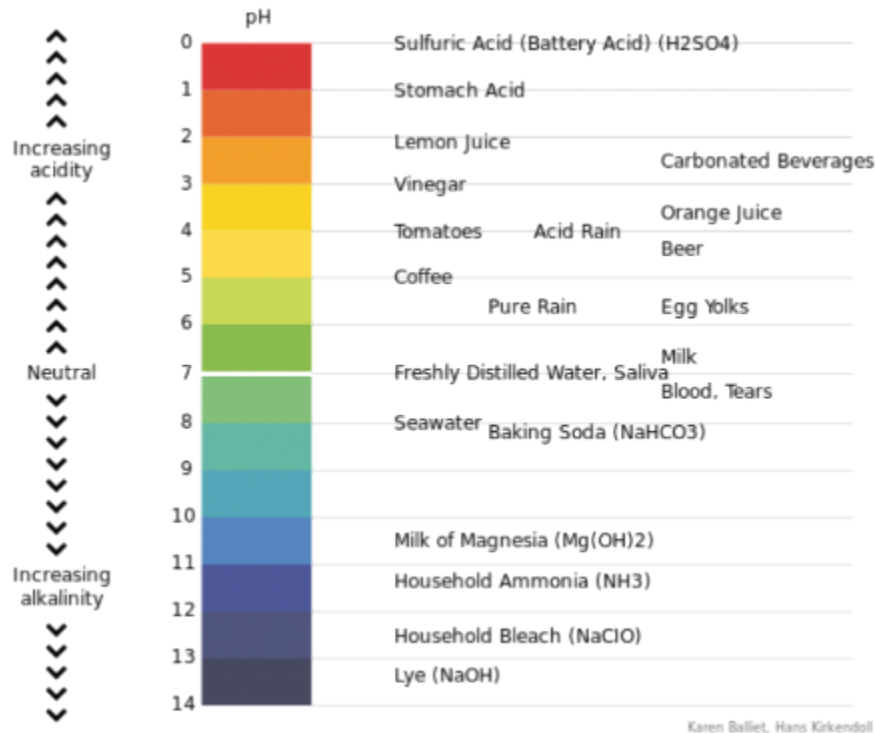 pH
0 Sulfuric Acid (Battery Acid) (H2SO4)
1 Stomach Acid
2 Lemon Juice
Increasing
acidity
Carbonated Beverages
3 Vinegar
Orange Juice
4 Tomatoes Acid Rain
Beer
5 Coffee
Pure Rain Egg Yolks
6
Milk
Neutral 7 Freshly Distilled Water, Saliva
Blood, Tears
8 Seawater
Baking Soda (NaHCO3)
9
10
Milk of Magnesia (Mg(OH)2)
11
Increasing
alkalinity
Household Ammonia (NH3)
12
Household Bleach (NaClO)
13
Lye (NaOH)
14
Karen Balliet, Hans Kirkendoll